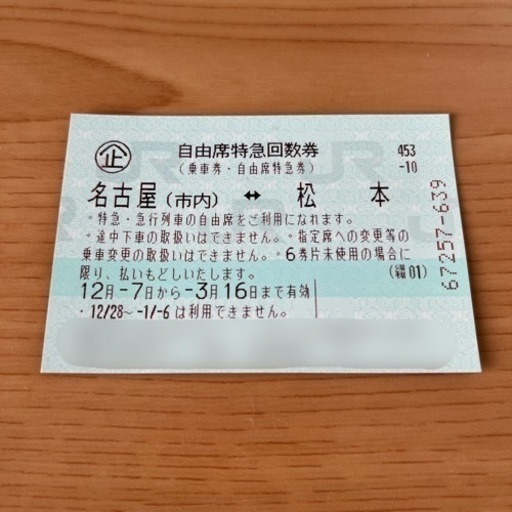 企 自由席特急回数券 453
(乗車券・自由席特急券) -10
名古屋(市内) ↔ 松本
・特急・急行列車の自由席をご利用になれます。
・途中下車の取扱いはできません。・指定席への変更等の
乗車変更の取扱いはできません。・6券片未使用の場合に
限り、払いもどしいたします。 (編01)
12月-7日から-3月16日まで有効
・12/28〜-1/-6は利用できません。
67257-639